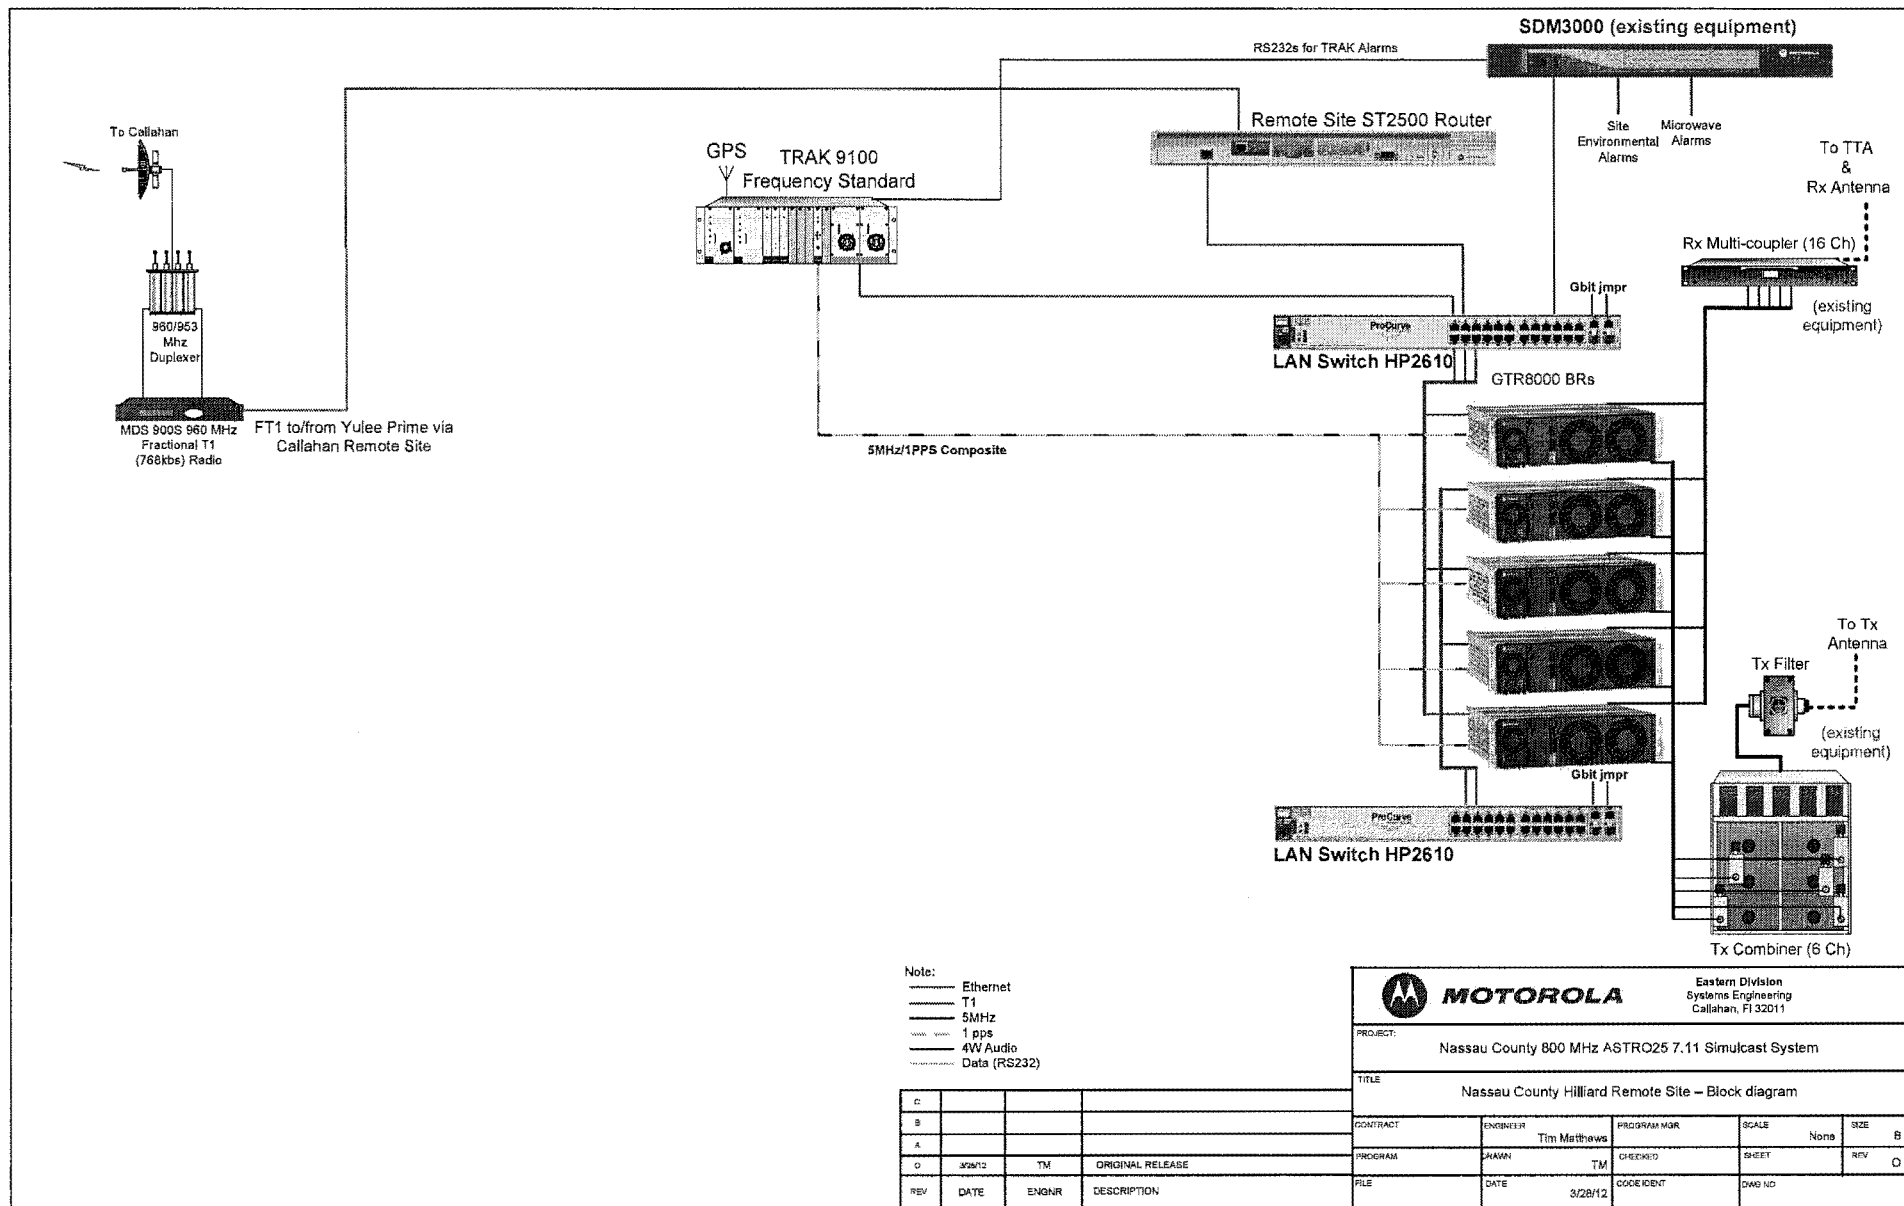 SDM3000 (existing equipment)
RS232s for TRAK Alarms
Site
Environmental
Alarms
Microwave
Alarms
Remote Site ST2500 Router
To TTA
&
Rx Antenna
To Callahan
GPS
TRAK 9100
Frequency Standard
Rx Multi-coupler (16 Ch)
(existing
equipment)
Gbit jmpr
ProCurve
LAN Switch HP2610
960/953
Mhz
Duplexer
GTR8000 BRs
MDS 900S 960 MHz
Fractional T1
(768kbs) Radio
FT1 to/from Yulee Prime via
Callahan Remote Site
5MHz/1PPS Composite
To Tx
Antenna
Tx Filter
(existing
equipment)
Gbit jmpr
ProCurve
LAN Switch HP2610
Tx Combiner (6 Ch)
Note:
Ethernet
T1
5MHz
1 pps
4W Audio
Data (RS232)
MOTOROLA
Eastern Division
Systems Engineering
Callahan, Fl 32011
PROJECT:
Nassau County 800 MHz ASTRO25 7.11 Simulcast System
TITLE
Nassau County Hilliard Remote Site – Block diagram
CONTRACT
ENGINEER
Tim Matthews
PROGRAM MGR
SCALE
None
SIZE
B
PROGRAM
DRAWN
TM
CHECKED
SHEET
REV
O
FILE
DATE
3/28/12
CODE IDENT
DWG NO
C
B
A
O TM ORIGINAL RELEASE
REV DATE ENGNR DESCRIPTION